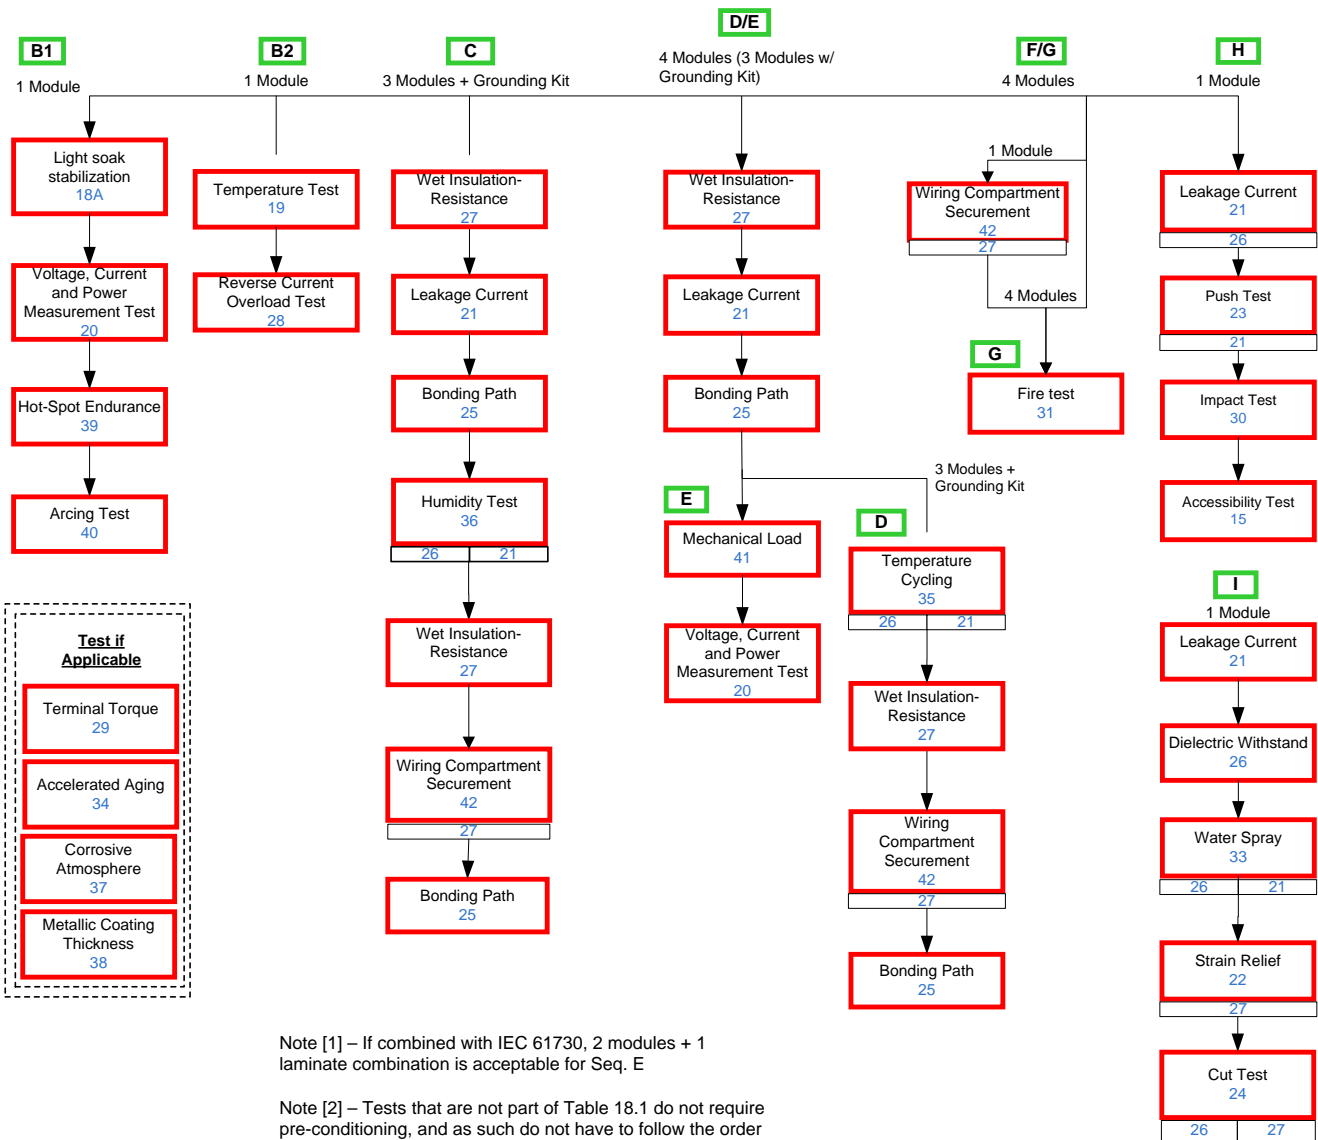 B1
1 Module
Light soak
stabilization
18A
Voltage, Current
and Power
Measurement Test
20
Hot-Spot Endurance
39
Arcing Test
40
Test if
Applicable
Terminal Torque
29
Accelerated Aging
34
Corrosive
Atmosphere
37
Metallic Coating
Thickness
38
B2
1 Module
Temperature Test
19
Reverse Current
Overload Test
28
C
3 Modules + Grounding Kit
Wet Insulation-
Resistance
27
Leakage Current
21
Bonding Path
25
Humidity Test
36
26 21
Wet Insulation-
Resistance
27
Wiring Compartment
Securement
42
27
Bonding Path
25
D/E
4 Modules (3 Modules w/
Grounding Kit)
Wet Insulation-
Resistance
27
Leakage Current
21
Bonding Path
25
E
Mechanical Load
41
Voltage, Current
and Power
Measurement Test
20
3 Modules +
Grounding Kit
D
Temperature
Cycling
35
26 21
Wet Insulation-
Resistance
27
Wiring
Compartment
Securement
42
27
Bonding Path
25
F/G
4 Modules
1 Module
Wiring Compartment
Securement
42
27
4 Modules
G
Fire test
31
H
1 Module
Leakage Current
21
26
Push Test
23
21
Impact Test
30
Accessibility Test
15
I
1 Module
Leakage Current
21
Dielectric Withstand
26
Water Spray
33
26 21
Strain Relief
22
27
Cut Test
24
26 27
Note [1] – If combined with IEC 61730, 2 modules + 1
laminate combination is acceptable for Seq. E
Note [2] – Tests that are not part of Table 18.1 do not require
pre-conditioning, and as such do not have to follow the order